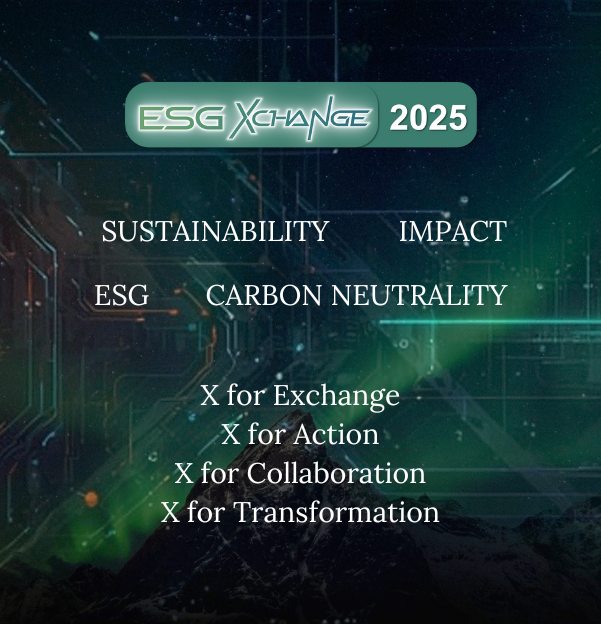 ESG XCHANGE 2025
SUSTAINABILITY IMPACT
ESG CARBON NEUTRALITY
X for Exchange
X for Action
X for Collaboration
X for Transformation